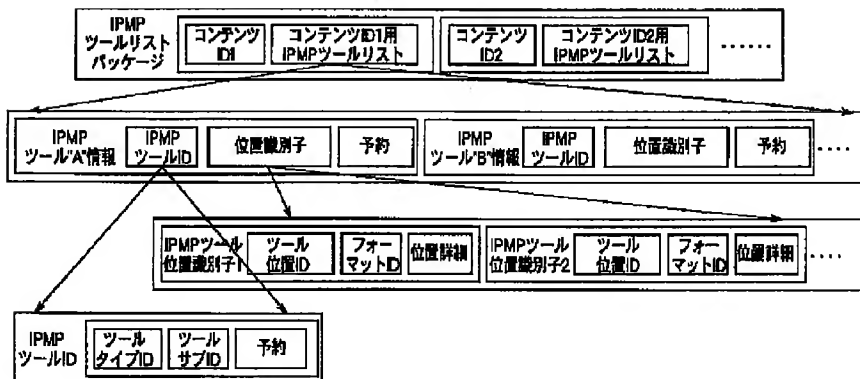 IPMP
ツールリスト
パッケージ
コンテンツ
ID1
コンテンツID1用
IPMPツールリスト
コンテンツ
ID2
コンテンツID2用
IPMPツールリスト
……
IPMP
ツール"A"情報
IPMP
ツールID
位置識別子
予約
IPMP
ツール"B"情報
IPMP
ツールID
位置識別子
予約
....
IPMPツール
位置識別子1
ツール
位置ID
フォー
マットID
位置詳細
IPMPツール
位置識別子2
ツール
位置ID
フォー
マットID
位置詳細
....
IPMP
ツールID
ツール
タイプID
ツール
サブID
予約